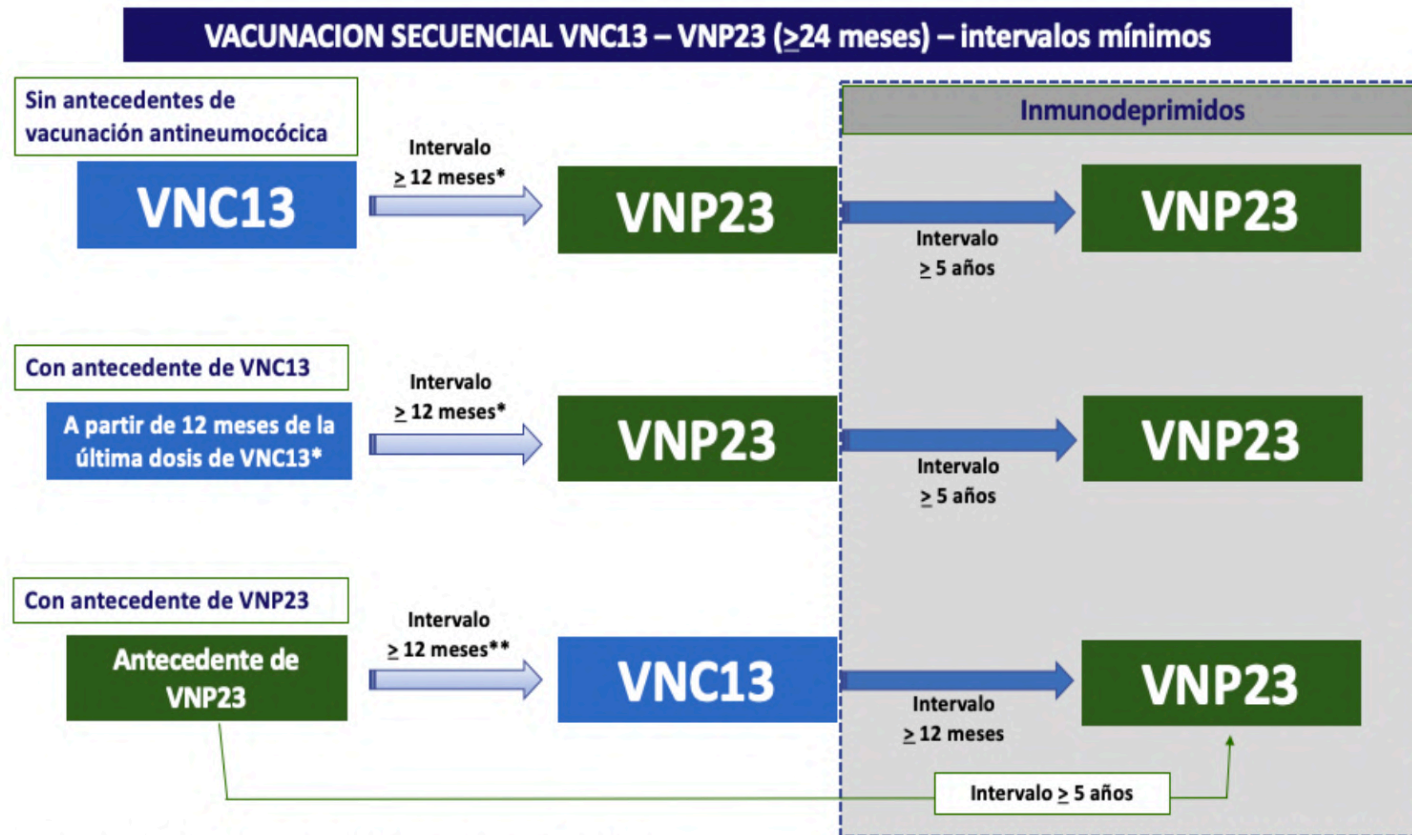 VACUNACION SECUENCIAL VNC13 – VNP23 (≥24 meses) – intervalos mínimos
Inmunodeprimidos
Sin antecedentes de
vacunación antineumocócica
VNC13
Intervalo
≥ 12 meses*
VNP23
Intervalo
≥ 5 años
VNP23
Con antecedente de VNC13
A partir de 12 meses de la
última dosis de VNC13*
Intervalo
≥ 12 meses*
VNP23
Intervalo
≥ 5 años
VNP23
Con antecedente de VNP23
Antecedente de
VNP23
Intervalo
≥ 12 meses**
VNC13
Intervalo
≥ 12 meses
VNP23
Intervalo ≥ 5 años